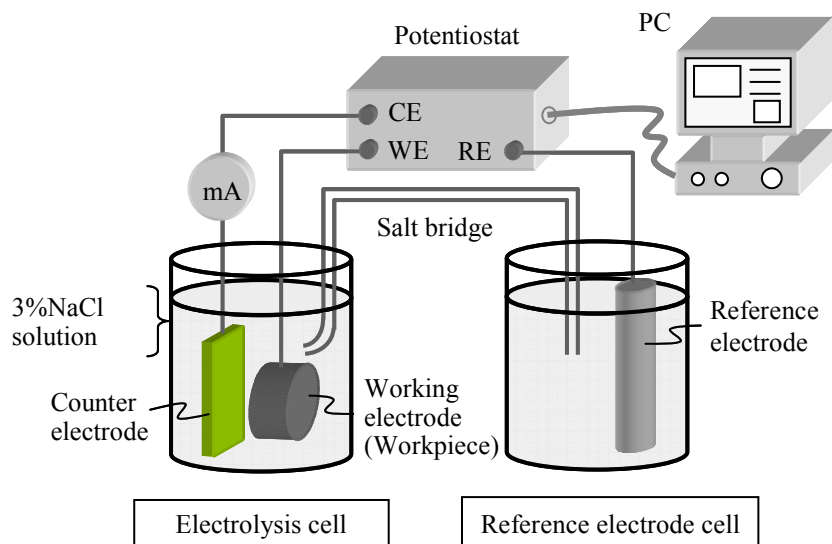 Potentiostat
PC
CE
WE
RE
mA
Salt bridge
3%NaCl
solution
Reference
electrode
Counter
electrode
Working
electrode
(Workpiece)
Electrolysis cell
Reference electrode cell